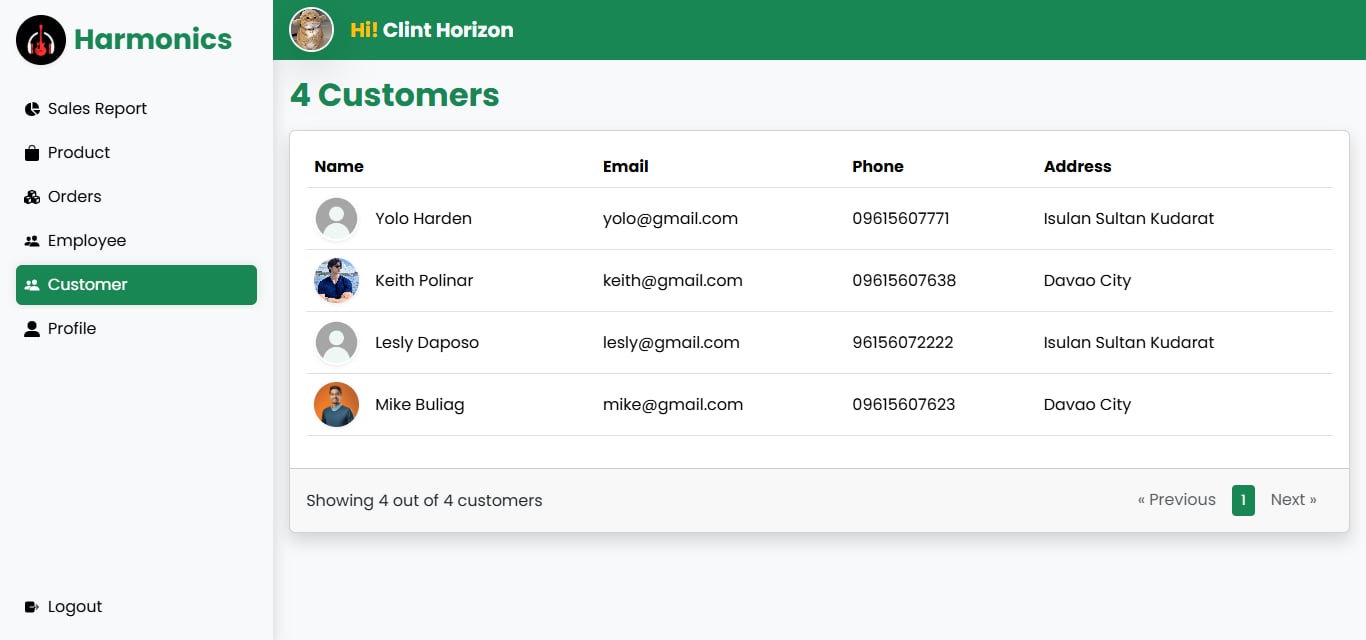 Harmonics
Hi! Clint Horizon
Sales Report
Product
Orders
Employee
Customer
Profile
Logout
4 Customers
Name Email Phone Address
Yolo Harden yolo@gmail.com 09615607771 Isulan Sultan Kudarat
Keith Polinar keith@gmail.com 09615607638 Davao City
Lesly Daposo lesly@gmail.com 96156072222 Isulan Sultan Kudarat
Mike Buliag mike@gmail.com 09615607623 Davao City
Showing 4 out of 4 customers « Previous 1 Next »